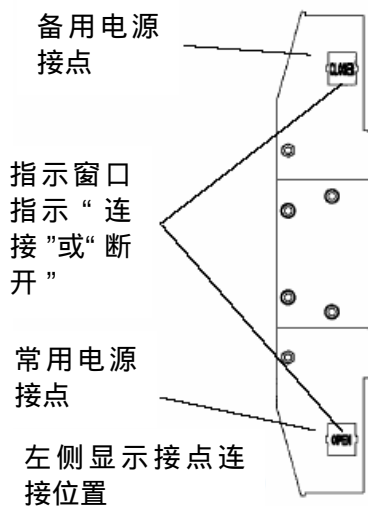 备用电源
接点
CLOSED
指示窗口
指示“连
接”或“断
开”
常用电源
接点
OPEN
左侧显示接点连
接位置